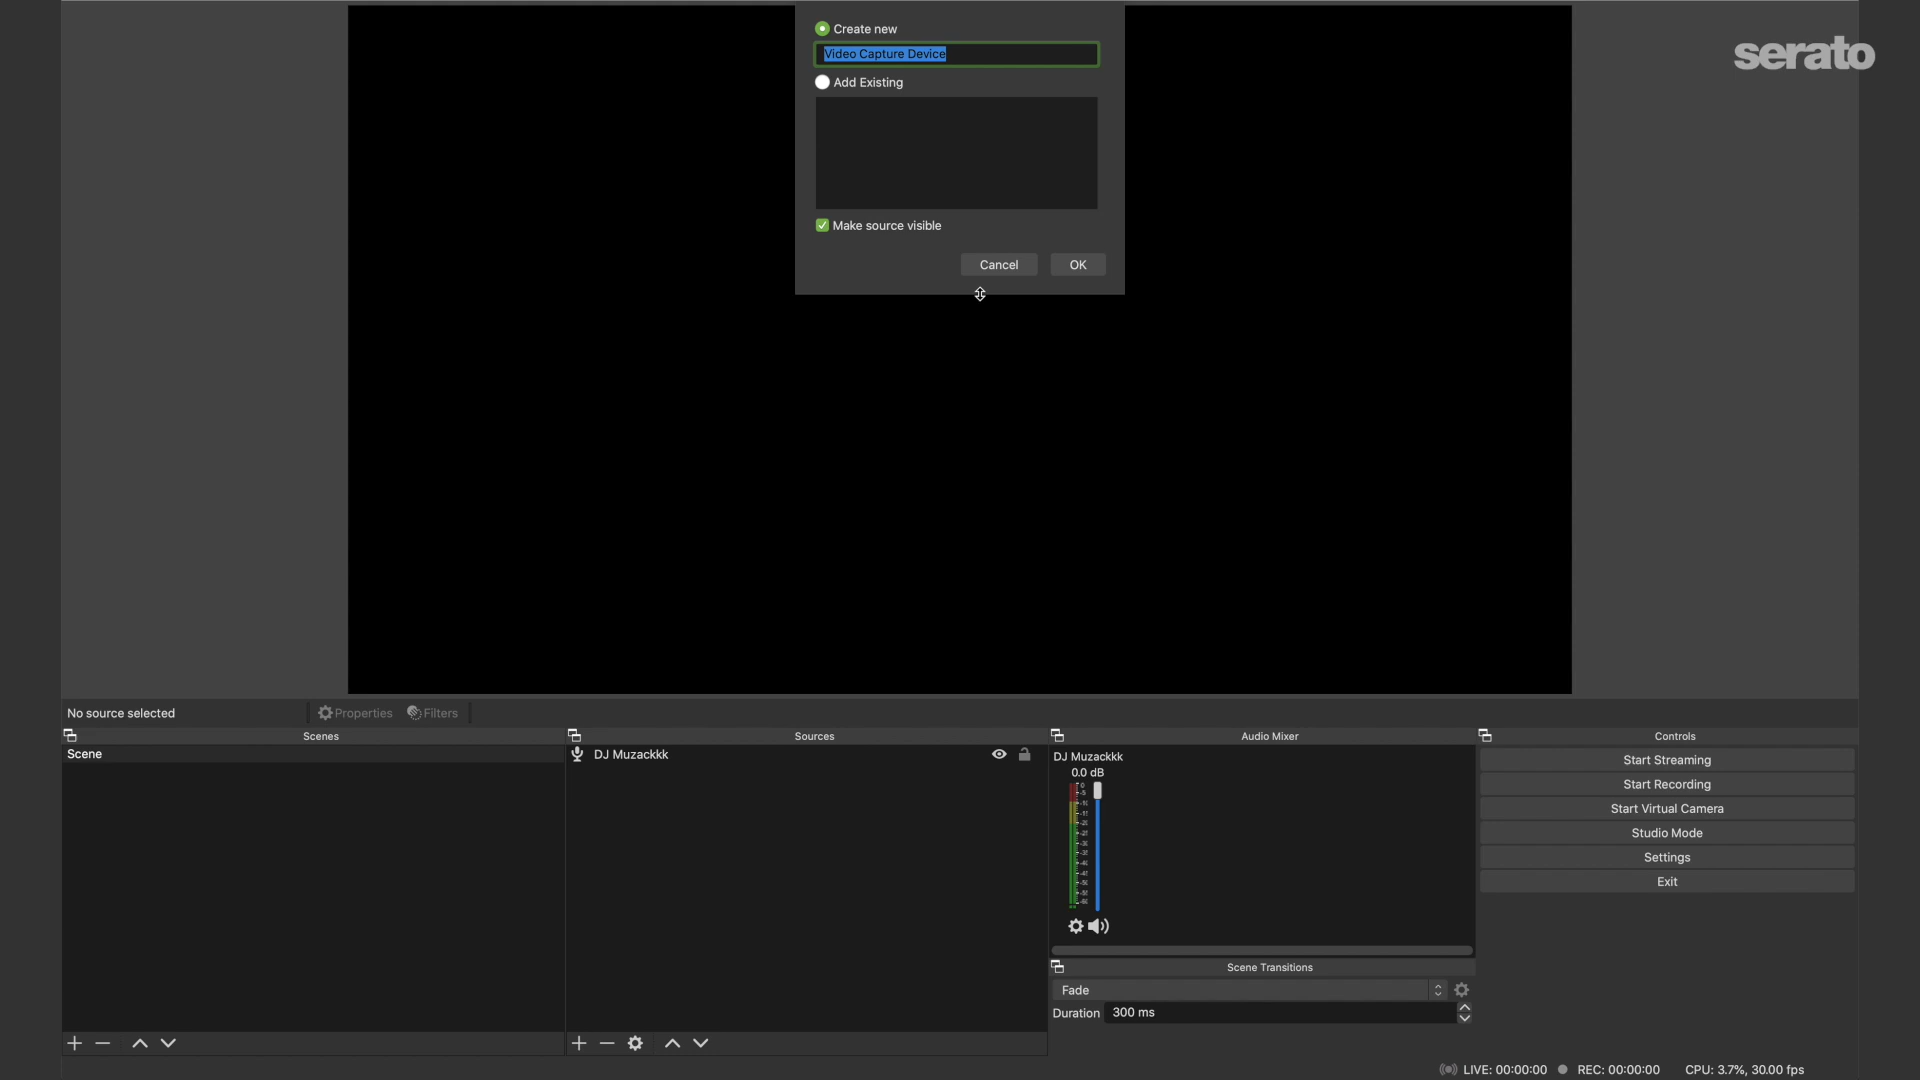 Create new
Video Capture Device
Add Existing
Make source visible
Cancel OK
serato
No source selected Properties Filters
Scenes
Scene
Sources
DJ Muzackkk
Audio Mixer
DJ Muzackkk
0.0 dB
Scene Transitions
Fade
Duration 300 ms
Controls
Start Streaming
Start Recording
Start Virtual Camera
Studio Mode
Settings
Exit
LIVE: 00:00:00 REC: 00:00:00 CPU: 3.7%, 30.00 fps